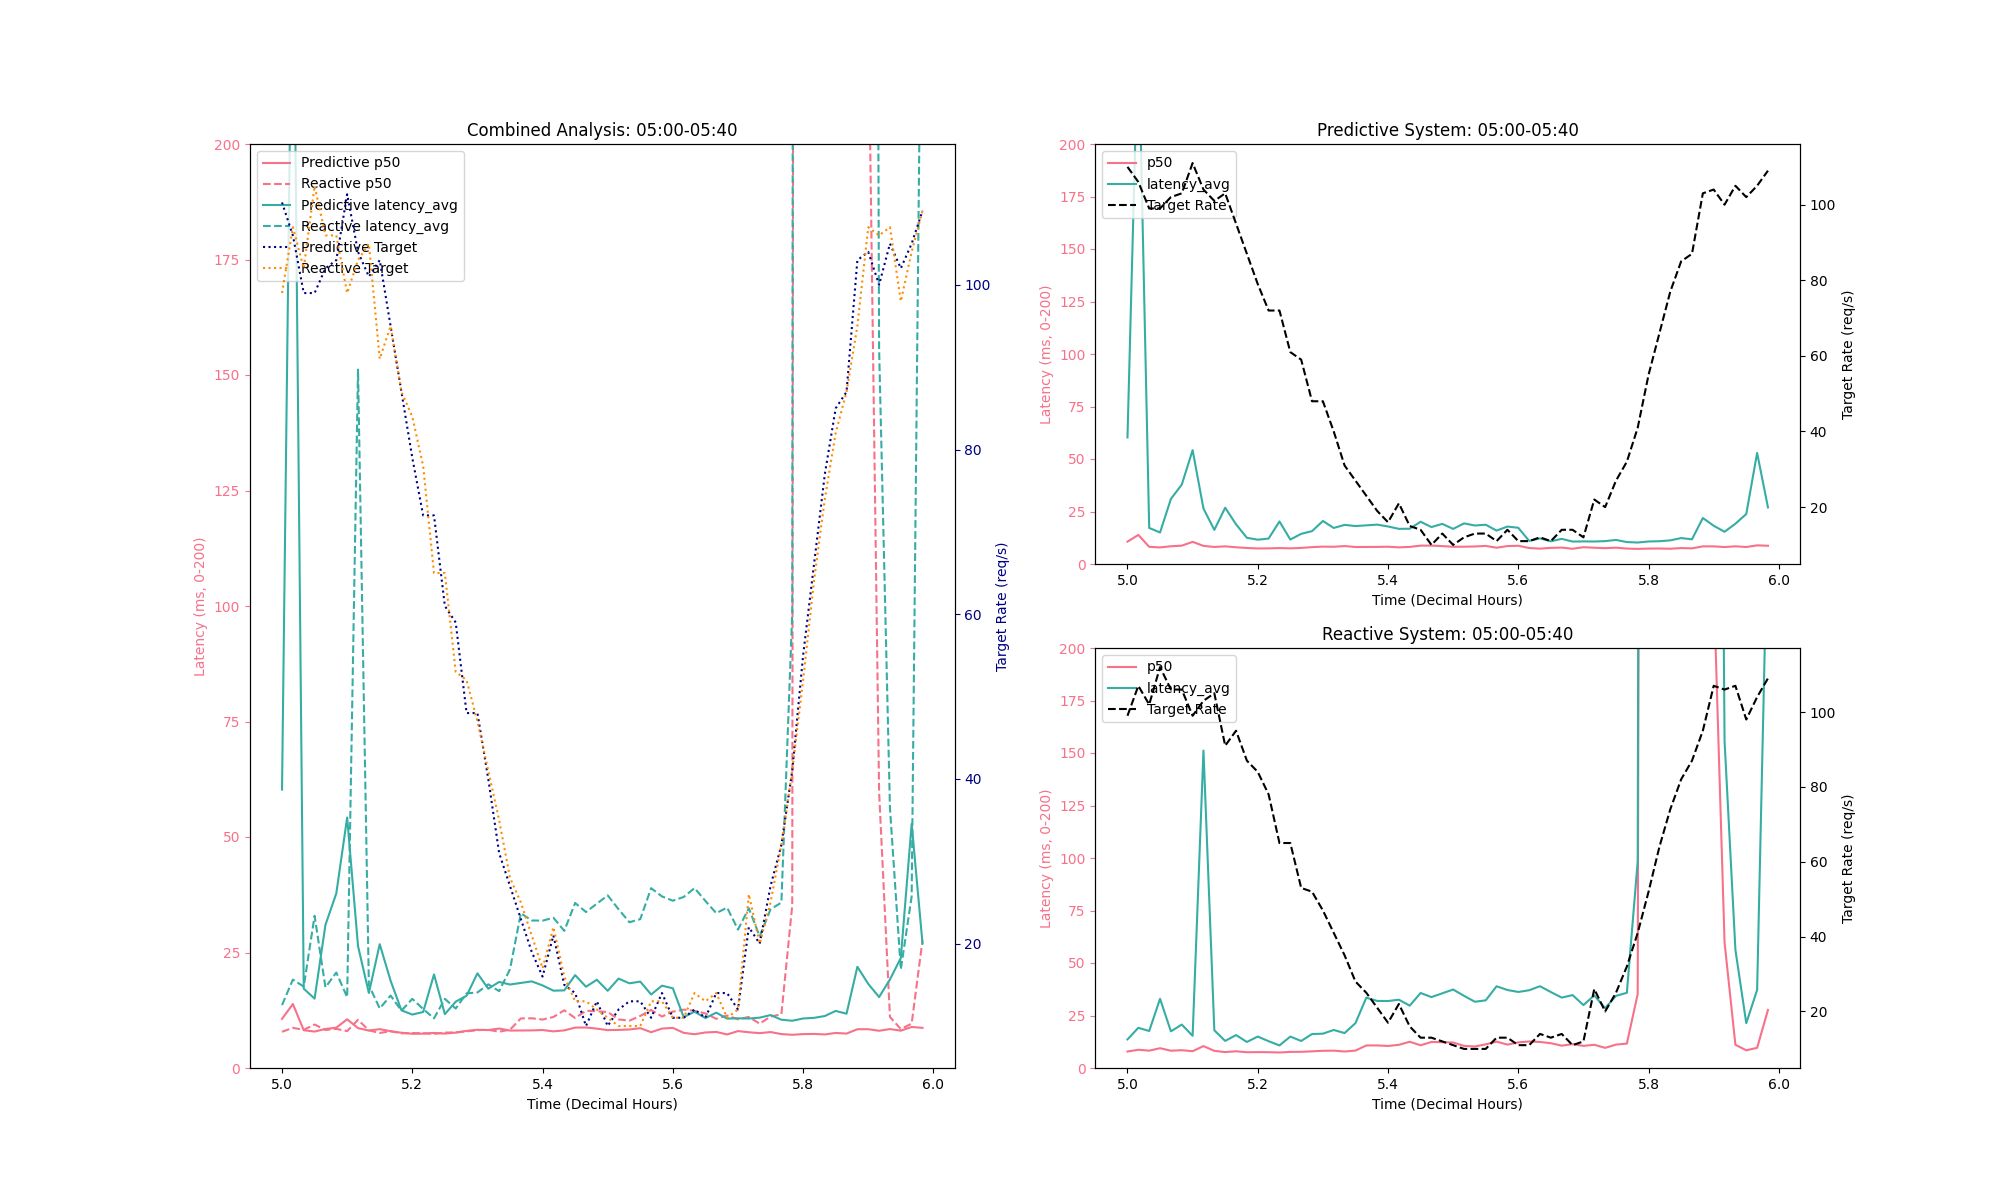 Combined Analysis: 05:00-05:40
200
175
150
125
100
75
50
25
0
Latency (ms, 0-200)
Predictive p50
Reactive p50
Predictive latency_avg
Reactive latency_avg
Predictive Target
Reactive Target
100
80
60
40
20
Target Rate (req/s)
5.0 5.2 5.4 5.6 5.8 6.0
Time (Decimal Hours)
Predictive System: 05:00-05:40
200
175
150
125
100
75
50
25
0
Latency (ms, 0-200)
p50
latency_avg
Target Rate
100
80
60
40
20
Target Rate (req/s)
5.0 5.2 5.4 5.6 5.8 6.0
Time (Decimal Hours)
Reactive System: 05:00-05:40
200
175
150
125
100
75
50
25
0
Latency (ms, 0-200)
p50
latency_avg
Target Rate
100
80
60
40
20
Target Rate (req/s)
5.0 5.2 5.4 5.6 5.8 6.0
Time (Decimal Hours)